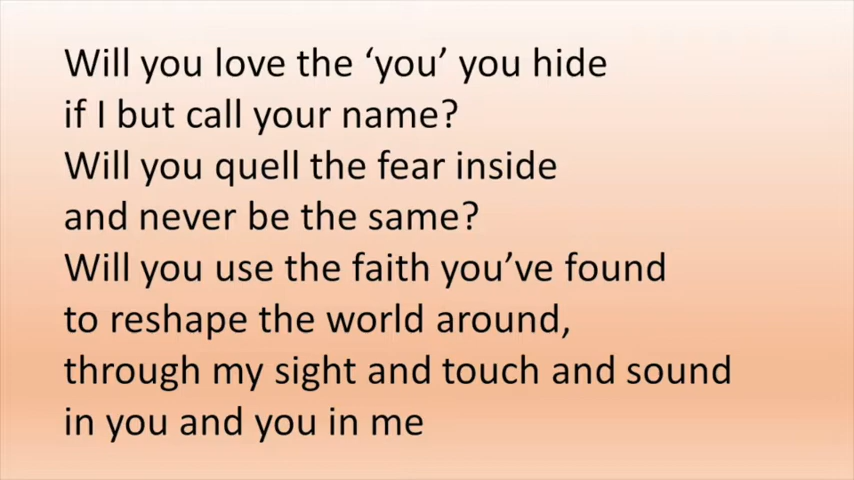 Will you love the ‘you’ you hide
if I but call your name?
Will you quell the fear inside
and never be the same?
Will you use the faith you’ve found
to reshape the world around,
through my sight and touch and sound
in you and you in me